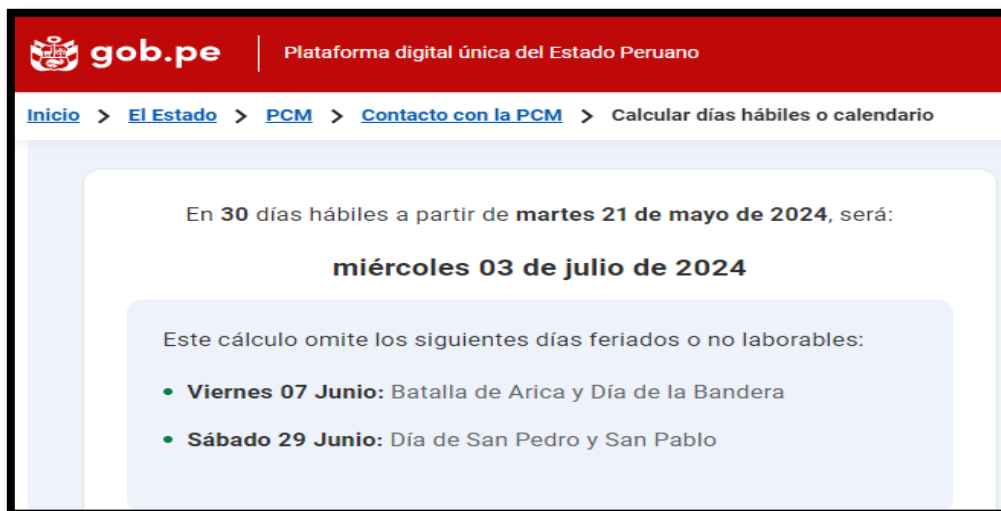 gob.pe Plataforma digital única del Estado Peruano
Inicio > El Estado > PCM > Contacto con la PCM > Calcular días hábiles o calendario
En 30 días hábiles a partir de martes 21 de mayo de 2024, será:
miércoles 03 de julio de 2024
Este cálculo omite los siguientes días feriados o no laborables:
• Viernes 07 Junio: Batalla de Arica y Día de la Bandera
• Sábado 29 Junio: Día de San Pedro y San Pablo